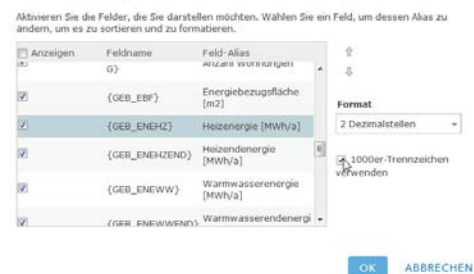 Aktivieren Sie die Felder, die Sie darstellen möchten. Wählen Sie ein Feld, um dessen Alias zu
ändern, um es zu sortieren und zu formatieren.
Anzeigen Feldname Feld-Alias
G} Anzahl Wohnungen
{GEB_EBF} Energiebezugsfläche
[m2]
Format
{GEB_ENEHZ} Heizenergie [MWh/a] 2 Dezimalstellen
{GEB_ENEHZEND} Heizendenergie
[MWh/a]
1000er-Trennzeichen
verwenden
{GEB_ENEWW} Warmwasserenergie
[MWh/a]
{GEB_ENEWWEND} Warmwasserendenergi
OK ABBRECHEN